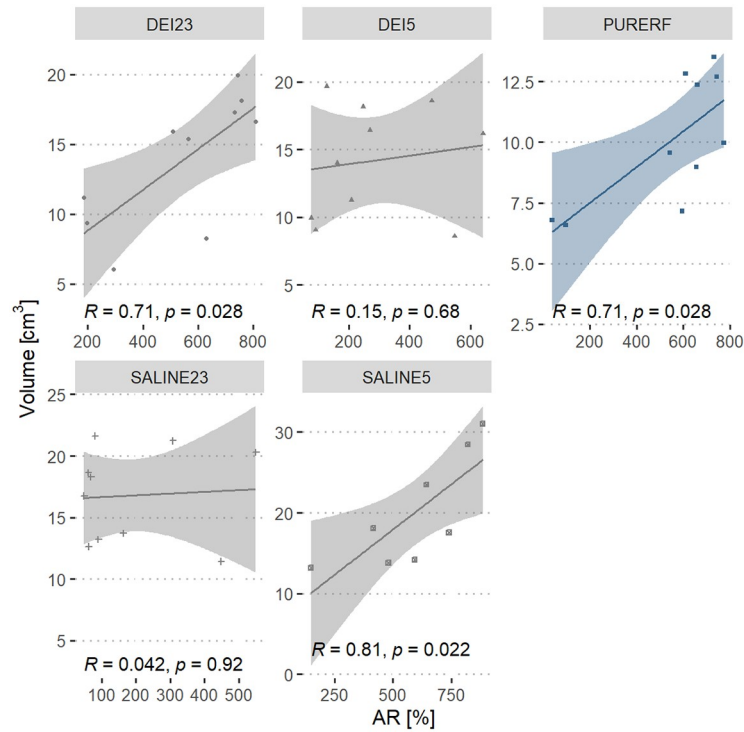 DEI23 DEI5 PURERF
20
15
10
5
20
15
10
5
12.5
10.0
7.5
5.0
2.5
R = 0.71, p = 0.028 R = 0.15, p = 0.68 R = 0.71, p = 0.028
200 400 600 800 200 400 600 0 200 400 600 800
Volume [cm³]
SALINE23 SALINE5
25
20
15
10
5
30
20
10
0
R = 0.042, p = 0.92 R = 0.81, p = 0.022
100 200 300 400 500 250 500 750
AR [%]